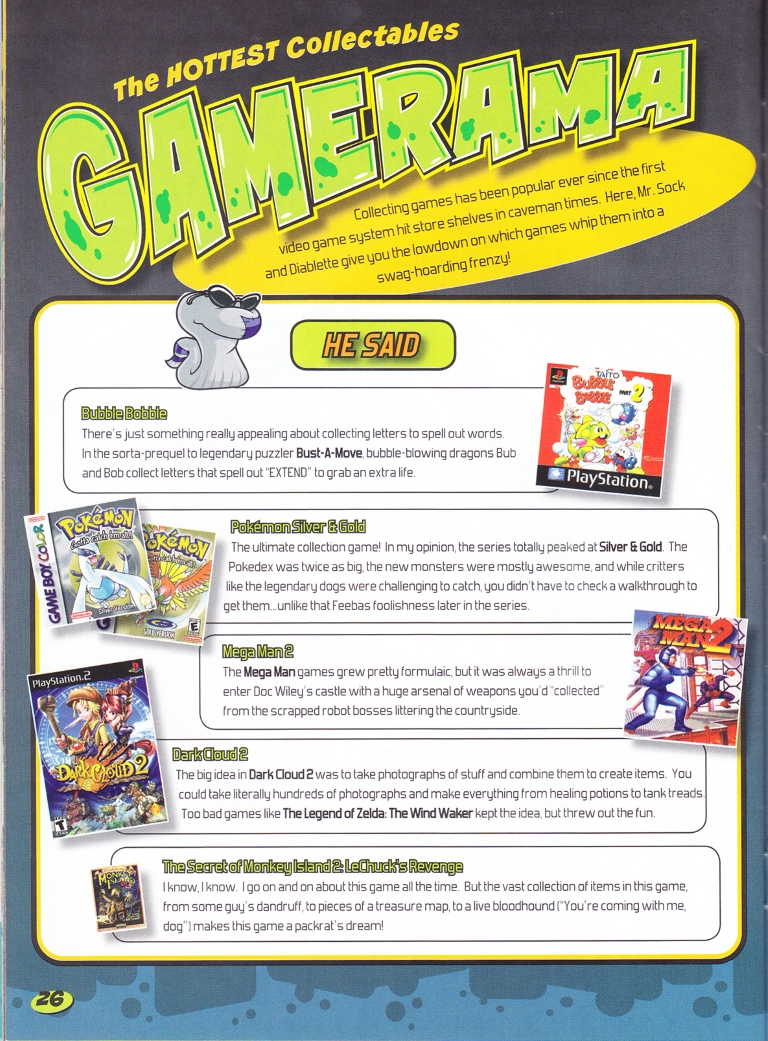 The HOTTEST Collectables
GAMERAMA
Collecting games has been popular ever since the first
video game system hit store shelves in caveman times. Here, Mr. Sock
and Diablette give you the lowdown on which games whip them into a
swag-hoarding frenzy!
HE SAID
Bubble Bobble
There's just something really appealing about collecting letters to spell out words.
In the sorta-prequel to legendary puzzler Bust-A-Move, bubble-blowing dragons Bub
and Bob collect letters that spell out "EXTEND" to grab an extra life.
TAITO
BUBBLE
BOBBLE
PART 2
PlayStation
Pokémon Silver & Gold
The ultimate collection game! In my opinion, the series totally peaked at Silver & Gold. The
Pokedex was twice as big, the new monsters were mostly awesome, and while critters
like the legendary dogs were challenging to catch, you didn't have to check a walkthrough to
get them...unlike that Feebas foolishness later in the series.
GAME BOY COLOR
POKéMON
Gotta catch 'em all!
Silver Version
POKéMON
GOLD VERSION
E
Mega Man 2
The Mega Man games grew pretty formulaic, but it was always a thrill to
enter Doc Wiley's castle with a huge arsenal of weapons you'd "collected"
from the scrapped robot bosses littering the countryside.
MEGA
MAN 2
Dark Cloud 2
The big idea in Dark Cloud 2 was to take photographs of stuff and combine them to create items. You
could take literally hundreds of photographs and make everything from healing potions to tank treads.
Too bad games like The Legend of Zelda: The Wind Waker kept the idea, but threw out the fun.
PlayStation 2
DARK CLOUD 2
T
The Secret of Monkey Island 2: LeChuck's Revenge
I know, I know. I go on and on about this game all the time. But the vast collection of items in this game,
from some guy's dandruff, to pieces of a treasure map, to a live bloodhound ("You're coming with me,
dog") makes this game a packrat's dream!
MONKEY
ISLAND
26